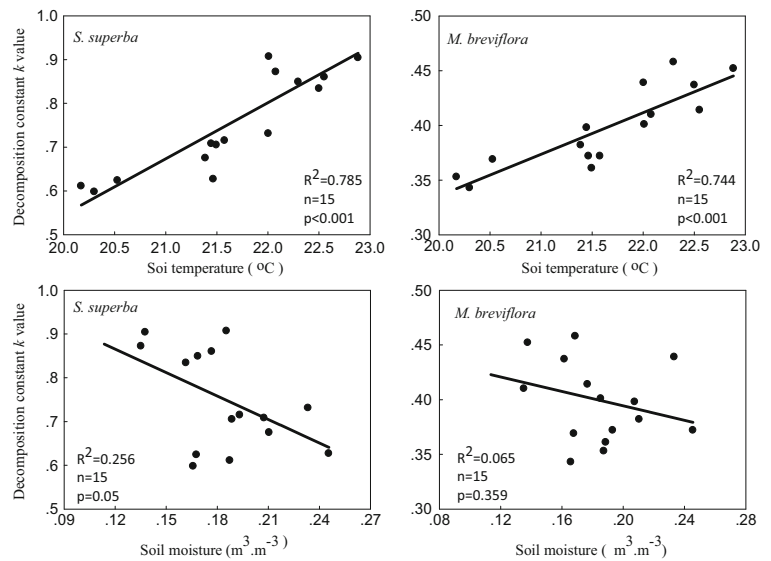 S. superba
Decomposition constant k value
1.0
.9
.8
.7
.6
.5
R²=0.785
n=15
p<0.001
20.0 20.5 21.0 21.5 22.0 22.5 23.0
Soi temperature ( ºC)
M. breviflora
.50
.45
.40
.35
.30
R²=0.744
n=15
p<0.001
20.0 20.5 21.0 21.5 22.0 22.5 23.0
Soi temperature ( ºC)
S. superba
Decomposition constant k value
1.0
.9
.8
.7
.6
.5
R²=0.256
n=15
p=0.05
.09 .12 .15 .18 .21 .24 .27
Soil moisture (m³.m⁻³ )
M. breviflora
.50
.45
.40
.35
.30
R²=0.065
n=15
p=0.359
.08 .12 .16 .20 .24 .28
Soil moisture ( m³.m⁻³)